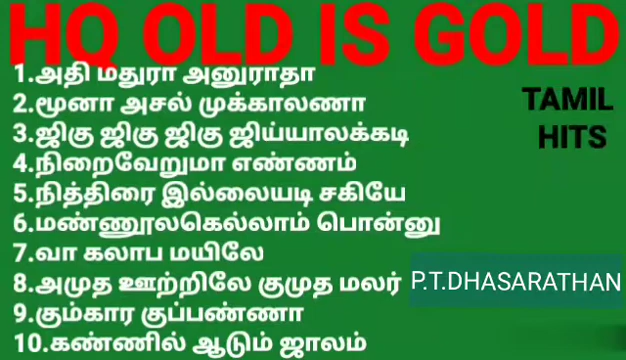 HQ OLD IS GOLD
1.அதி மதுரா அனுராதா
2.மூனா அசல் முக்காலணா
3.ஜிகு ஜிகு ஜிகு ஜிய்யாலக்கடி
4.நிறைவேறுமா எண்ணம்
5.நித்திரை இல்லையடி சகியே
6.மண்ணூலகெல்லாம் பொன்னு
7.வா கலாப மயிலே
8.அமுத ஊற்றிலே குமுத மலர்
9.கும்கார குப்பண்ணா
10.கண்ணில் ஆடும் ஜாலம்
TAMIL
HITS
P.T.DHASARATHAN